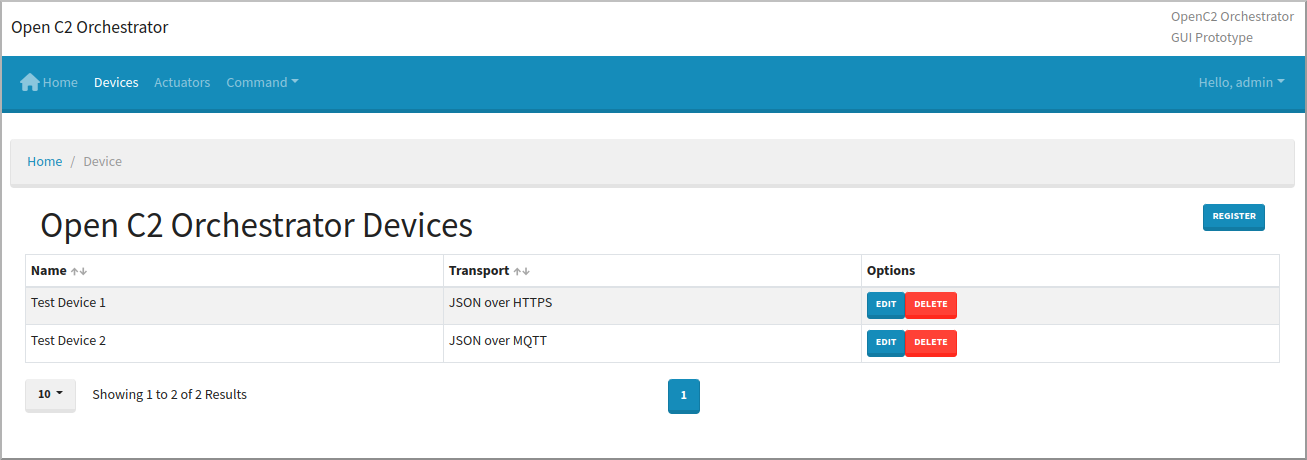 Open C2 Orchestrator
OpenC2 Orchestrator
GUI Prototype
Home Devices Actuators Command Hello, admin
Home / Device
Open C2 Orchestrator Devices
REGISTER
Name Transport Options
Test Device 1 JSON over HTTPS EDIT DELETE
Test Device 2 JSON over MQTT EDIT DELETE
10 Showing 1 to 2 of 2 Results 1